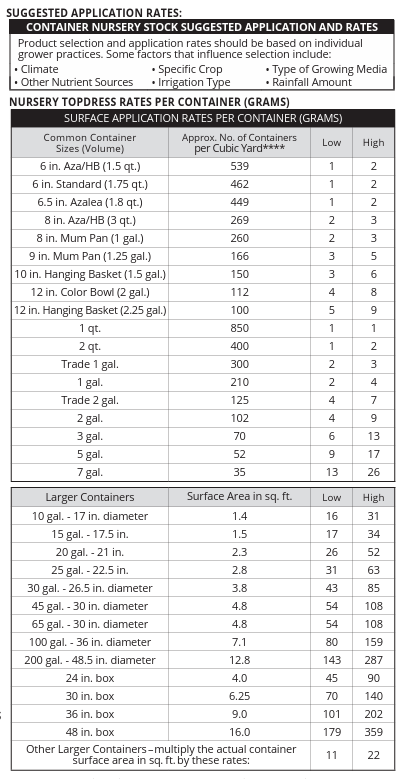 SUGGESTED APPLICATION RATES:
CONTAINER NURSERY STOCK SUGGESTED APPLICATION AND RATES
Product selection and application rates should be based on individual
grower practices. Some factors that influence selection include:
• Climate • Specific Crop • Type of Growing Media
• Other Nutrient Sources • Irrigation Type • Rainfall Amount
NURSERY TOPDRESS RATES PER CONTAINER (GRAMS)
SURFACE APPLICATION RATES PER CONTAINER (GRAMS)
Common Container Sizes (Volume) Approx. No. of Containers per Cubic Yard**** Low High
6 in. Aza/HB (1.5 qt.) 539 1 2
6 in. Standard (1.75 qt.) 462 1 2
6.5 in. Azalea (1.8 qt.) 449 1 2
8 in. Aza/HB (3 qt.) 269 2 3
8 in. Mum Pan (1 gal.) 260 2 3
9 in. Mum Pan (1.25 gal.) 166 3 5
10 in. Hanging Basket (1.5 gal.) 150 3 6
12 in. Color Bowl (2 gal.) 112 4 8
12 in. Hanging Basket (2.25 gal.) 100 5 9
1 qt. 850 1 1
2 qt. 400 1 2
Trade 1 gal. 300 2 3
1 gal. 210 2 4
Trade 2 gal. 125 4 7
2 gal. 102 4 9
3 gal. 70 6 13
5 gal. 52 9 17
7 gal. 35 13 26
Larger Containers Surface Area in sq. ft. Low High
10 gal. - 17 in. diameter 1.4 16 31
15 gal. - 17.5 in. 1.5 17 34
20 gal. - 21 in. 2.3 26 52
25 gal. - 22.5 in. 2.8 31 63
30 gal. - 26.5 in. diameter 3.8 43 85
45 gal. - 30 in. diameter 4.8 54 108
65 gal. - 30 in. diameter 4.8 54 108
100 gal. - 36 in. diameter 7.1 80 159
200 gal. - 48.5 in. diameter 12.8 143 287
24 in. box 4.0 45 90
30 in. box 6.25 70 140
36 in. box 9.0 101 202
48 in. box 16.0 179 359
Other Larger Containers–multiply the actual container
surface area in sq. ft. by these rates: 11 22